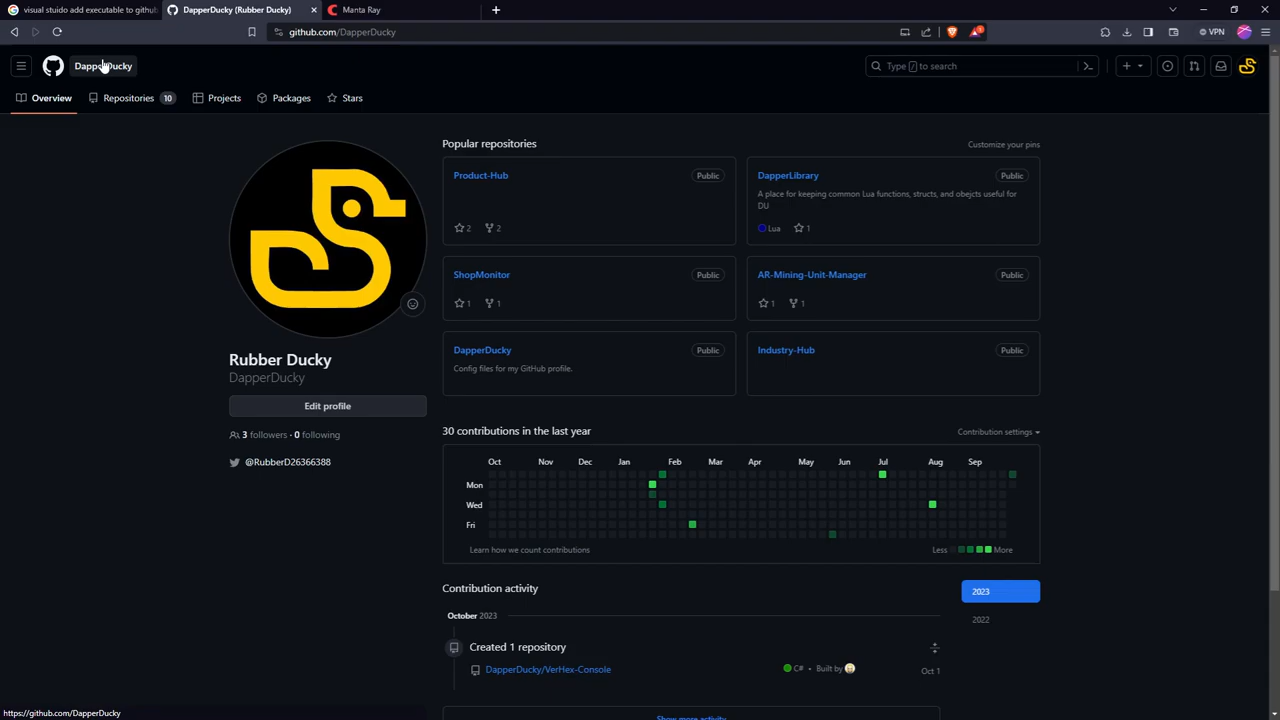 visual stuido add executable to github
DapperDucky (Rubber Ducky)
Manta Ray
github.com/DapperDucky
VPN
DapperDucky
Type / to search
Overview
Repositories 10
Projects
Packages
Stars
Popular repositories
Customize your pins
Product-Hub
Public
2 2
DapperLibrary
Public
A place for keeping common Lua functions, structs, and obejcts useful for
DU
Lua 1
ShopMonitor
Public
1 1
AR-Mining-Unit-Manager
Public
1 1
DapperDucky
Public
Config files for my GitHub profile.
Industry-Hub
Public
Rubber Ducky
DapperDucky
Edit profile
3 followers · 0 following
@RubberD26366388
30 contributions in the last year
Contribution settings
Oct Nov Dec Jan Feb Mar Apr May Jun Jul Aug Sep
Mon
Wed
Fri
Learn how we count contributions
Less More
Contribution activity
2023
2022
October 2023
Created 1 repository
DapperDucky/VerHex-Console
C# · Built by
Oct 1
Show more activity
https://github.com/DapperDucky